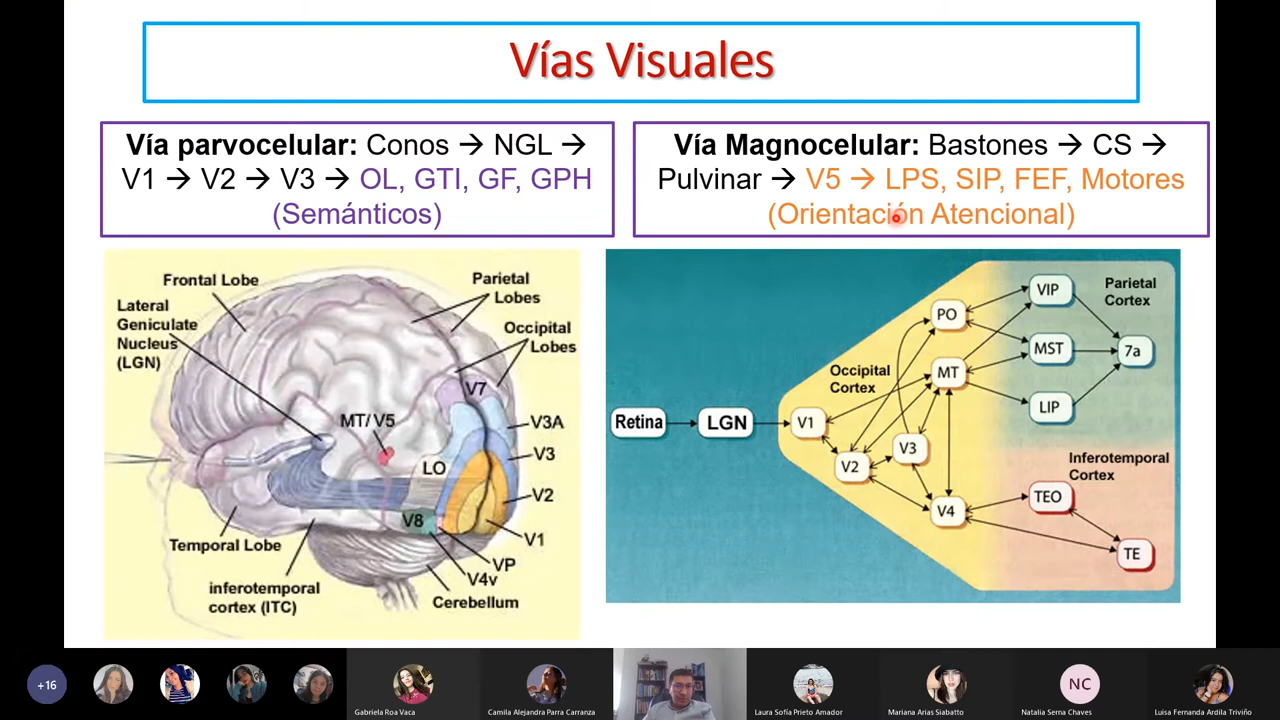 Vías Visuales
Vía parvocelular: Conos → NGL →
V1 → V2 → V3 → OL, GTI, GF, GPH
(Semánticos)
Vía Magnocelular: Bastones → CS →
Pulvinar → V5 → LPS, SIP, FEF, Motores
(Orientación Atencional)
Frontal Lobe
Lateral
Geniculate
Nucleus
(LGN)
Parietal
Lobes
Occipital
Lobes
V7
MT/V5
V3A
LO
V3
V2
V8
V1
Temporal Lobe
VP
V4v
inferotemporal
cortex (ITC)
Cerebellum
Retina
LGN
Occipital
Cortex
V1
V2
V3
PO
MT
V4
VIP
MST
LIP
7a
Parietal
Cortex
Inferotemporal
Cortex
TEO
TE
+16
Gabriela Roa Vaca
Camila Alejandra Parra Carranza
Laura Sofía Prieto Amador
Mariana Arias Siabatto
NC
Natalia Serna Chaves
Luisa Fernanda Ardila Triviño